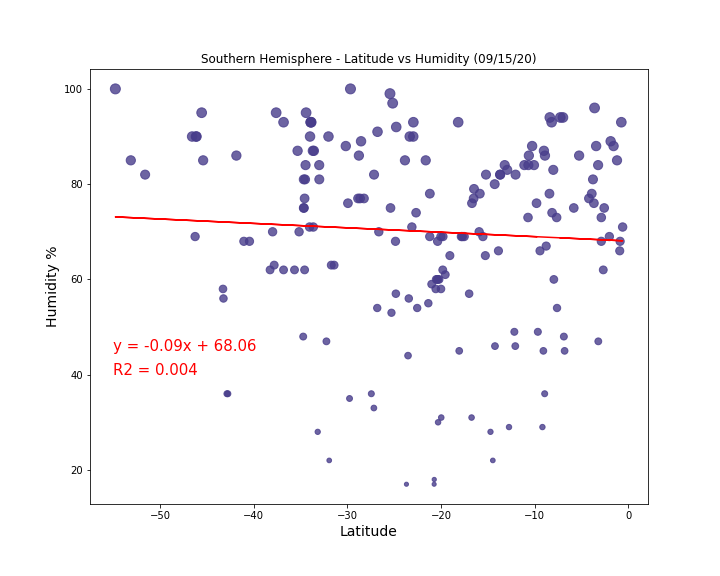 Southern Hemisphere - Latitude vs Humidity (09/15/20)
Humidity %
100
80
60
40
20
y = -0.09x + 68.06
R2 = 0.004
−50
−40
−30
−20
−10
0
Latitude